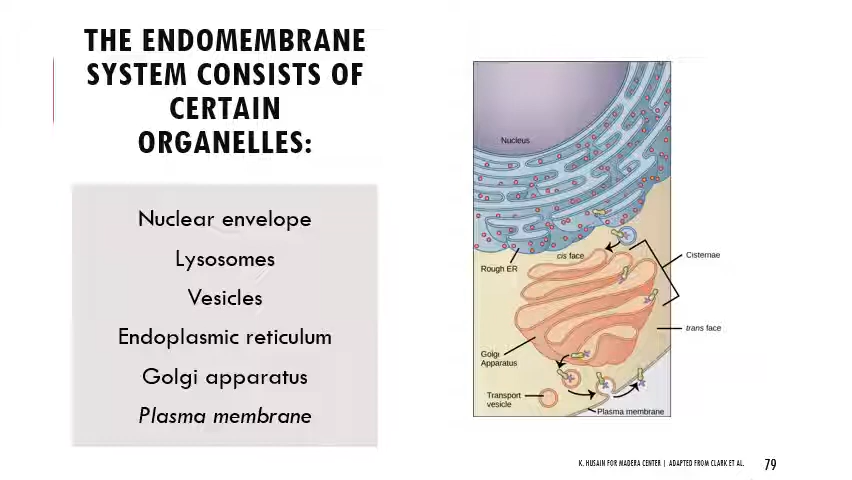 THE ENDOMEMBRANE
SYSTEM CONSISTS OF
CERTAIN
ORGANELLES:
Nuclear envelope
Lysosomes
Vesicles
Endoplasmic reticulum
Golgi apparatus
Plasma membrane
Nucleus
cis face
Rough ER
Cisternae
trans face
Golgi
Apparatus
Transport
vesicle
Plasma membrane
K. HUSAIN FOR MADERA CENTER | ADAPTED FROM CLARK ET AL.
79